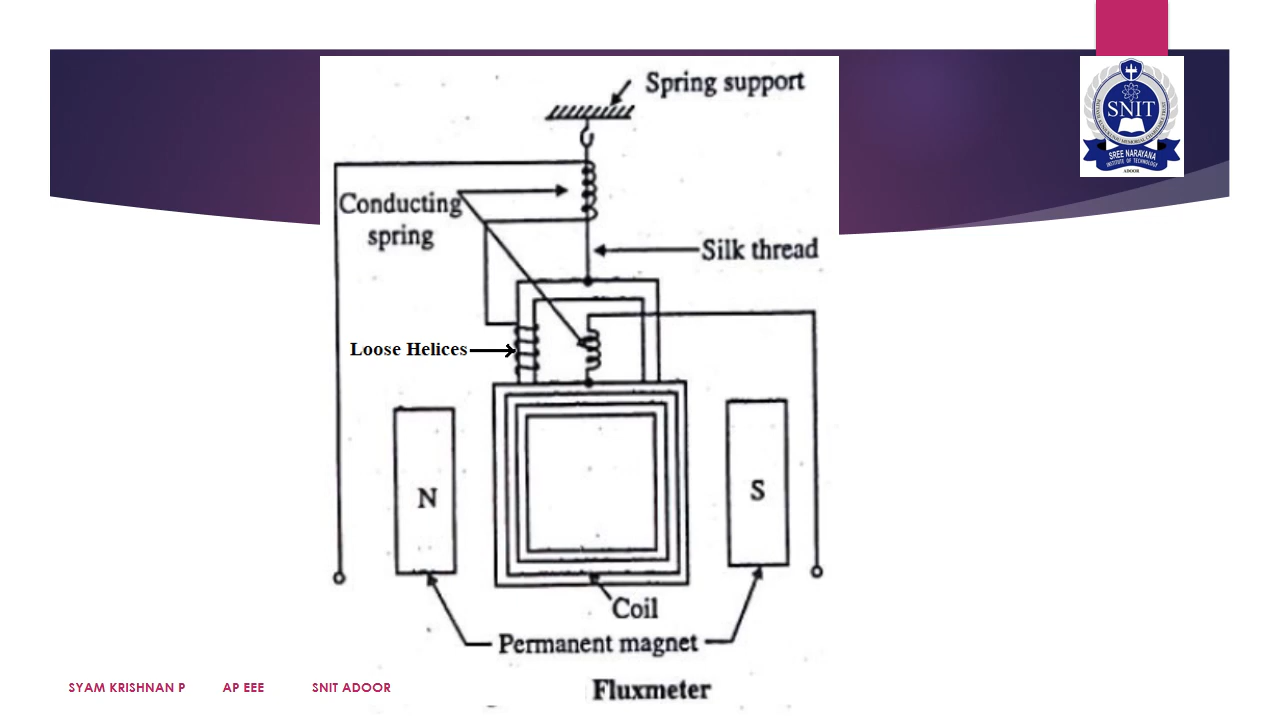 Spring support
SNIT
SREE NARAYANA
INSTITUTE OF TECHNOLOGY
ADOOR
Conducting
spring
Silk thread
Loose Helices
N
S
Coil
Permanent magnet
SYAM KRISHNAN P AP EEE SNIT ADOOR
Fluxmeter